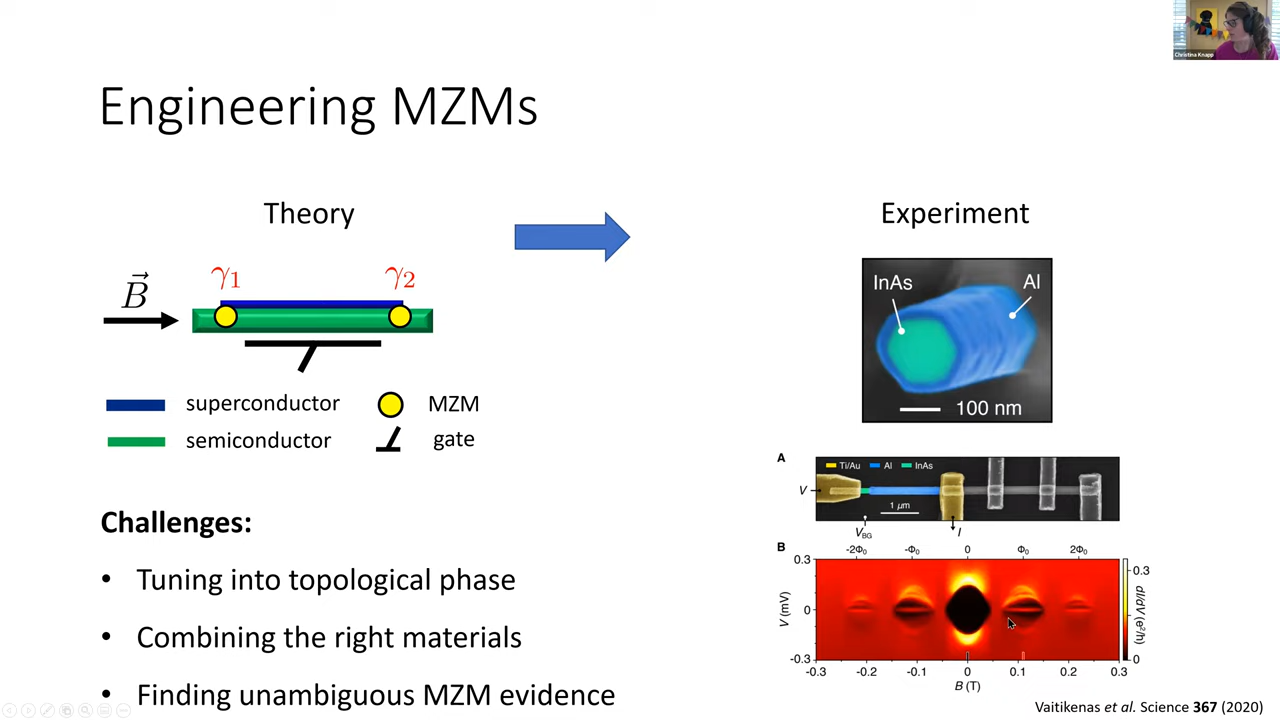 Christina Knapp
Engineering MZMs
Theory
Experiment
γ1
γ2
B
InAs
Al
100 nm
superconductor
MZM
semiconductor
gate
A
Ti/Au
Al
InAs
V
1 μm
VBG
I
Challenges:
• Tuning into topological phase
• Combining the right materials
• Finding unambiguous MZM evidence
B
-2Φ0
-Φ0
0
Φ0
2Φ0
0.3
0
-0.3
V (mV)
0.3
0
dI/dV (e²/h)
-0.3
-0.2
-0.1
0
0.1
0.2
0.3
B (T)
Vaitikenas et al. Science 367 (2020)